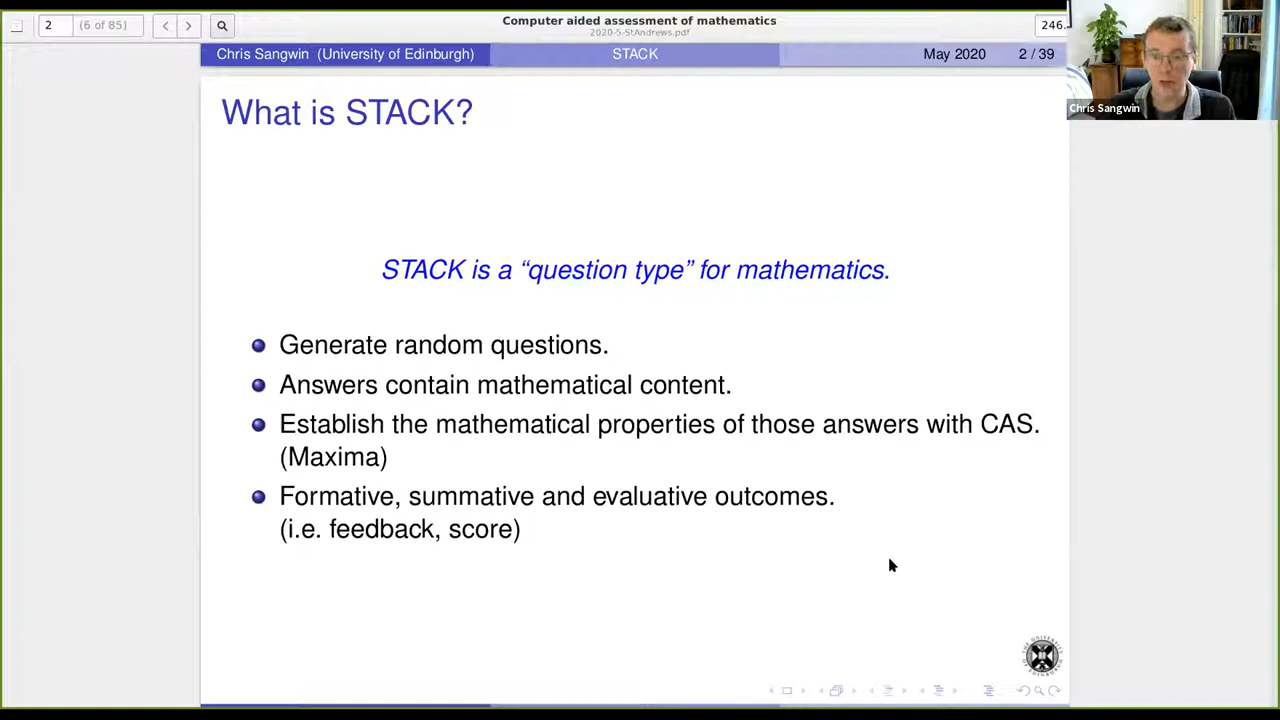 2
(6 of 85)
Computer aided assessment of mathematics
2020-5-StAndrews.pdf
246.
Chris Sangwin (University of Edinburgh)
STACK
May 2020
2 / 39
Chris Sangwin
What is STACK?
STACK is a “question type” for mathematics.
Generate random questions.
Answers contain mathematical content.
Establish the mathematical properties of those answers with CAS.
(Maxima)
Formative, summative and evaluative outcomes.
(i.e. feedback, score)